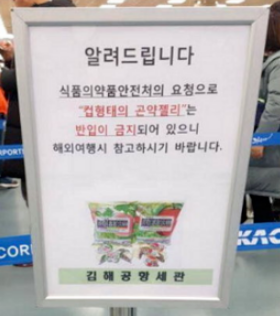 알려드립니다
식품의약품안전처의 요청으로
"컵형태의 곤약젤리"는
반입이 금지되어 있으니
해외여행시 참고하시기 바랍니다.
김해공항세관